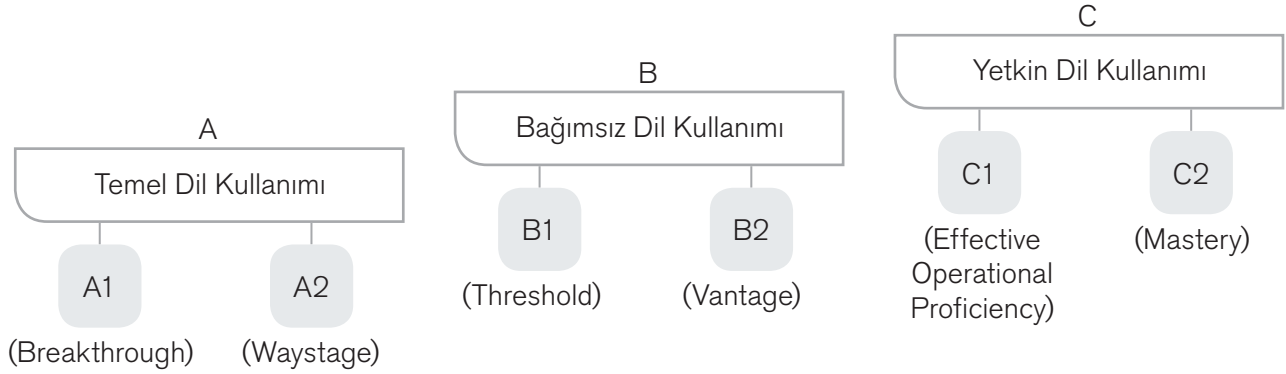 A
Temel Dil Kullanımı
A1
(Breakthrough)
A2
(Waystage)
B
Bağımsız Dil Kullanımı
B1
(Threshold)
B2
(Vantage)
C
Yetkin Dil Kullanımı
C1
(Effective
Operational
Proficiency)
C2
(Mastery)